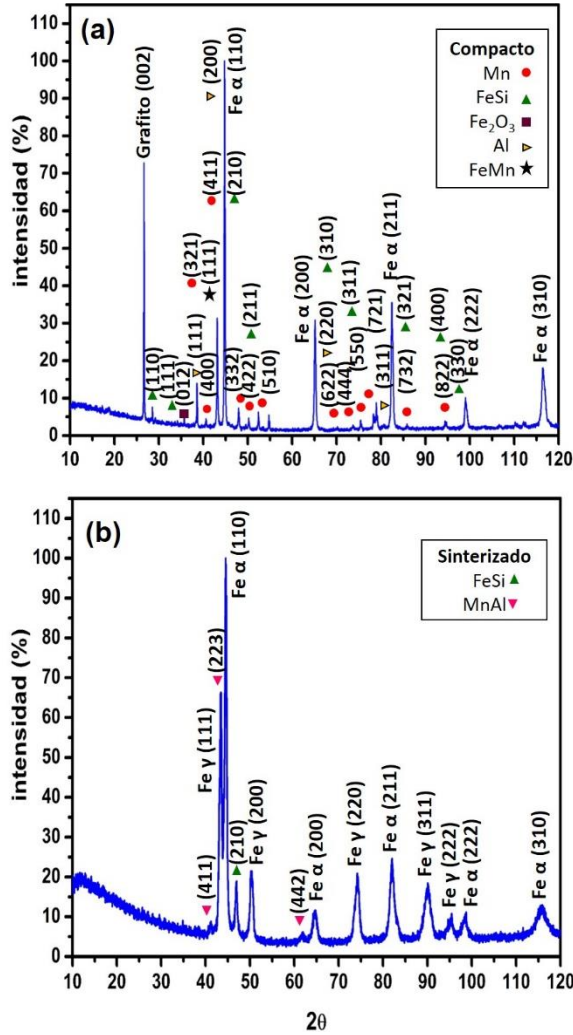 (a)
intensidad (%)
110
100
90
80
70
60
50
40
30
20
10
0
10 20 30 40 50 60 70 80 90 100 110 120
Compacto
Mn
FeSi
Fe₂O₃
Al
FeMn
Grafito (002)
(110)
(111)
(012)
(321)
(111)
(400)
(200)
(411)
(111)
Fe α (110)
(210)
(332)
(211)
(422)
(510)
Fe α (200)
(310)
(220)
(622)
(311)
(444)
(550)
(721)
(311)
Fe α (211)
(321)
(732)
(400)
(822)
(330)
Fe α (222)
Fe α (310)
(b)
intensidad (%)
110
100
90
80
70
60
50
40
30
20
10
0
10 20 30 40 50 60 70 80 90 100 110 120
2θ
Sinterizado
FeSi
MnAl
(411)
Fe γ (111)
(223)
Fe α (110)
(210)
Fe γ (200)
(442)
Fe α (200)
Fe γ (220)
Fe α (211)
Fe γ (311)
Fe γ (222)
Fe α (222)
Fe α (310)